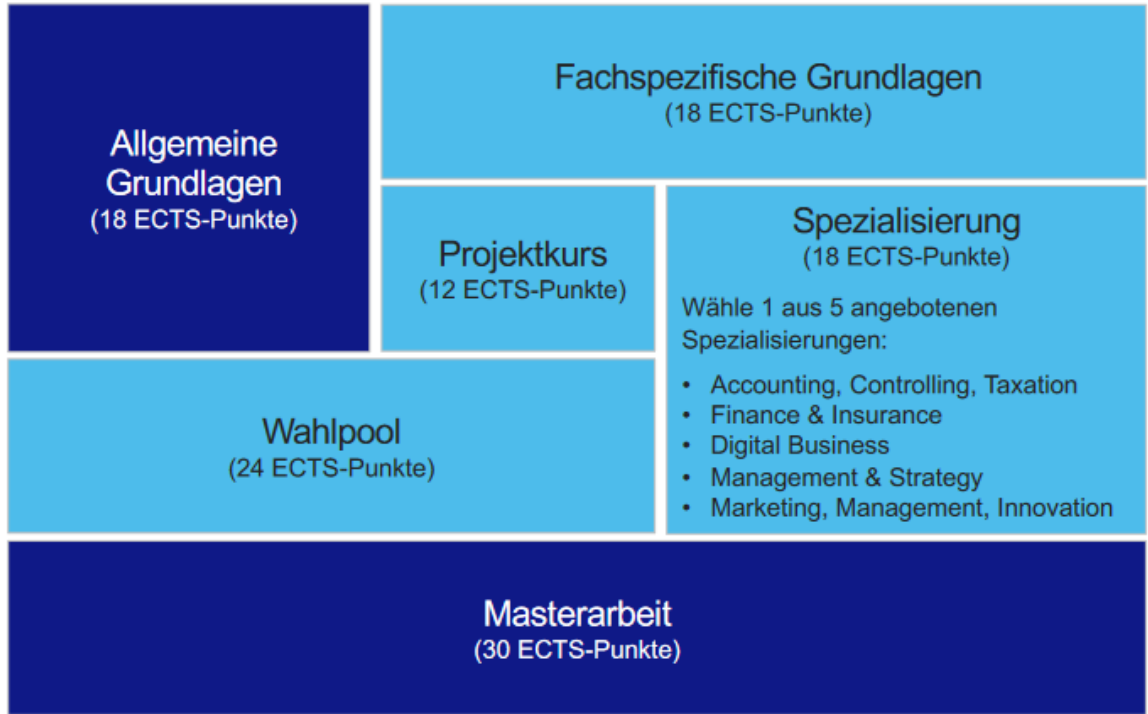 Allgemeine
Grundlagen
(18 ECTS-Punkte)
Fachspezifische Grundlagen
(18 ECTS-Punkte)
Projektkurs
(12 ECTS-Punkte)
Spezialisierung
(18 ECTS-Punkte)
Wähle 1 aus 5 angebotenen
Spezialisierungen:
• Accounting, Controlling, Taxation
• Finance & Insurance
• Digital Business
• Management & Strategy
• Marketing, Management, Innovation
Wahlpool
(24 ECTS-Punkte)
Masterarbeit
(30 ECTS-Punkte)